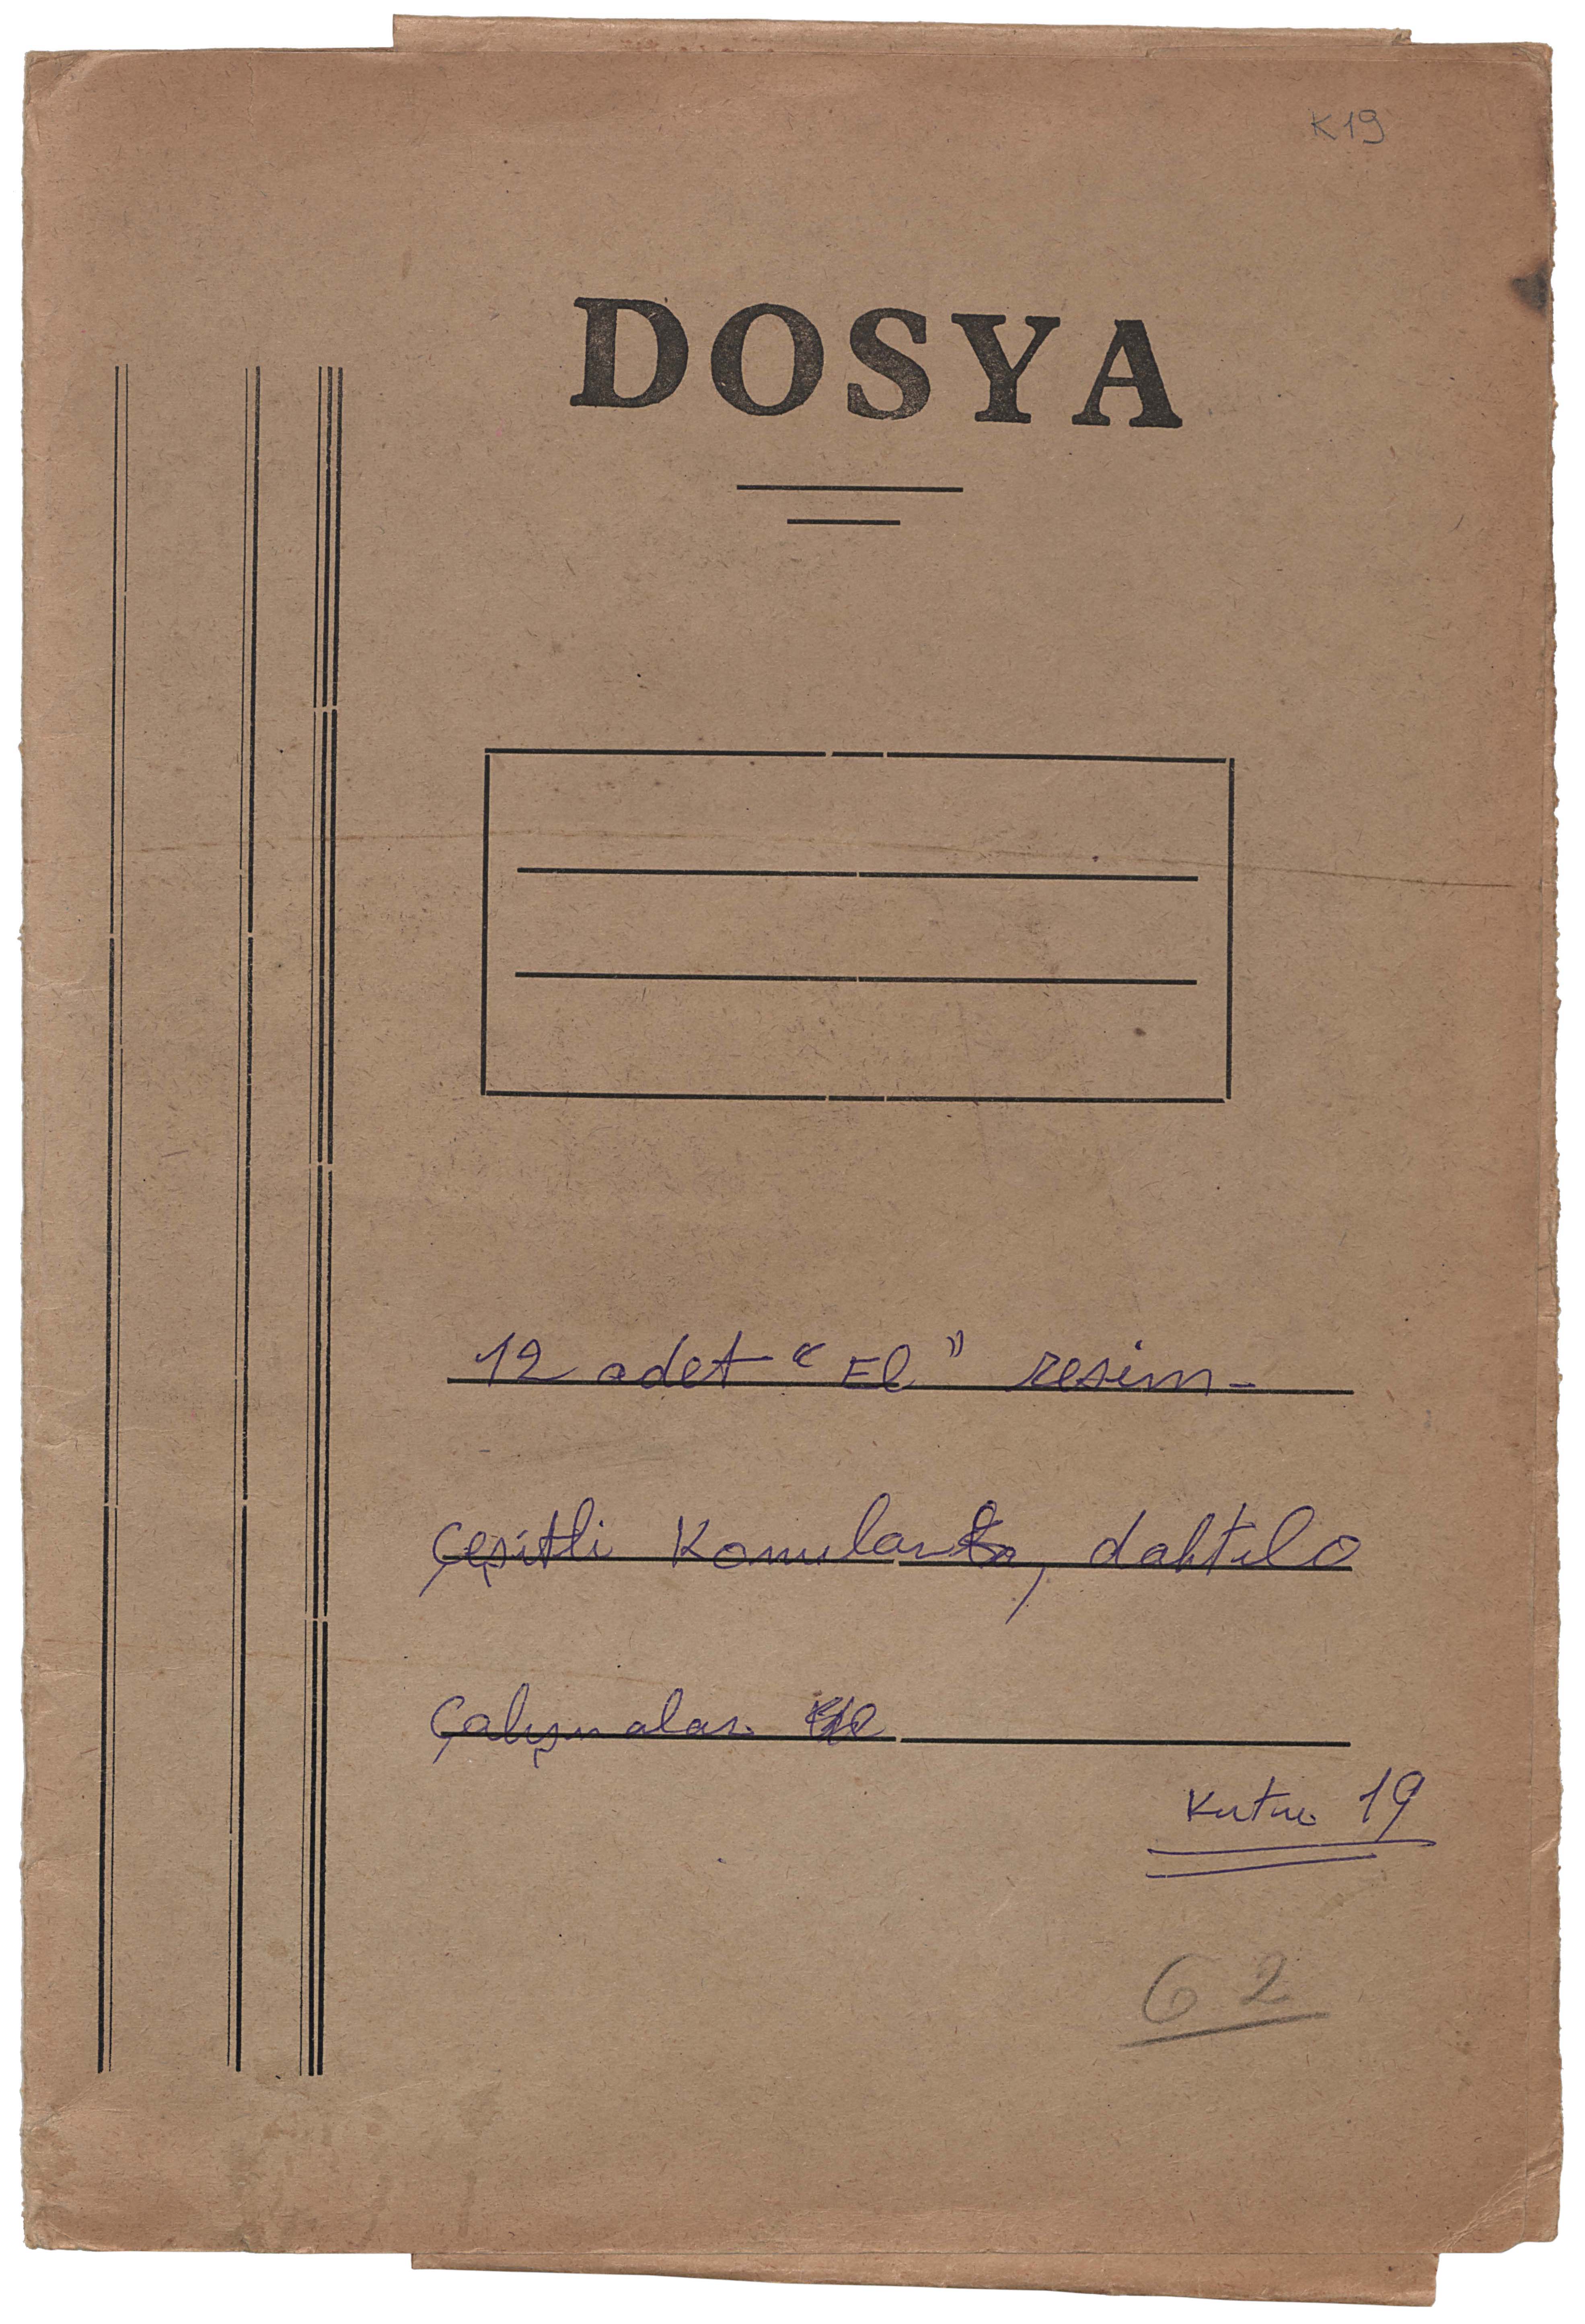 K19
DOSYA
12 adet "El" resim-
çeşitli konularda, daktilo
çalışmaları
Kutu 19
62